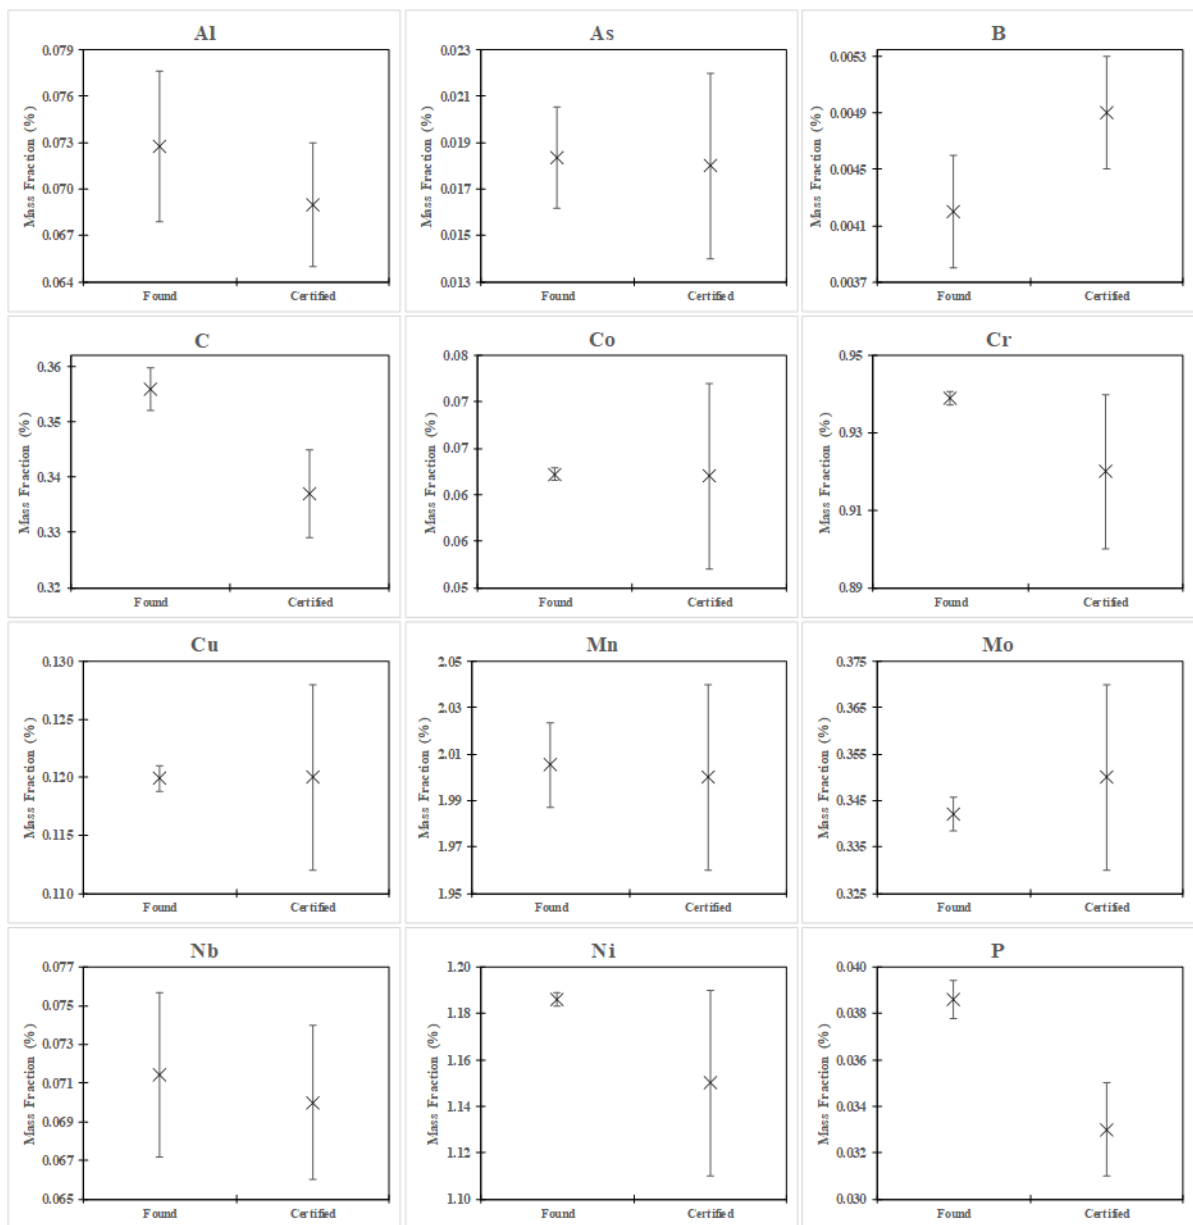 Al
Mass Fraction (%)
0.079
0.076
0.073
0.070
0.067
0.064
Found Certified
As
Mass Fraction (%)
0.023
0.021
0.019
0.017
0.015
0.013
Found Certified
B
Mass Fraction (%)
0.0053
0.0049
0.0045
0.0041
0.0037
Found Certified
C
Mass Fraction (%)
0.36
0.35
0.34
0.33
0.32
Found Certified
Co
Mass Fraction (%)
0.08
0.07
0.07
0.06
0.06
0.05
Found Certified
Cr
Mass Fraction (%)
0.95
0.93
0.91
0.89
Found Certified
Cu
Mass Fraction (%)
0.130
0.125
0.120
0.115
0.110
Found Certified
Mn
Mass Fraction (%)
2.05
2.03
2.01
1.99
1.97
1.95
Found Certified
Mo
Mass Fraction (%)
0.375
0.365
0.355
0.345
0.335
0.325
Found Certified
Nb
Mass Fraction (%)
0.077
0.075
0.073
0.071
0.069
0.067
0.065
Found Certified
Ni
Mass Fraction (%)
1.20
1.18
1.16
1.14
1.12
1.10
Found Certified
P
Mass Fraction (%)
0.040
0.038
0.036
0.034
0.032
0.030
Found Certified